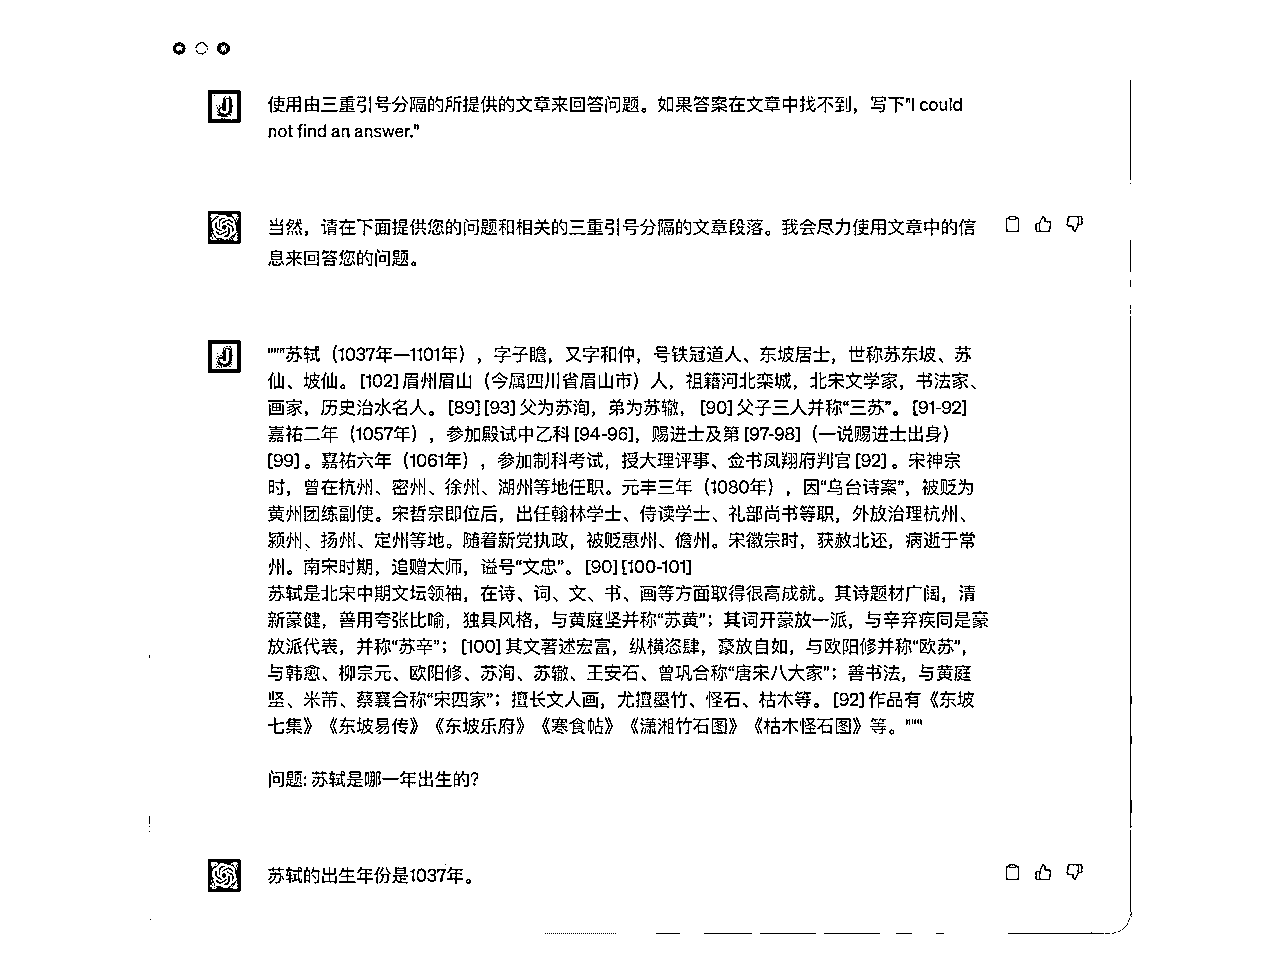 使用由三重引号分隔的所提供的文章来回答问题。如果答案在文章中找不到，写下"I could
not find an answer."
当然，请在下面提供您的问题和相关的三重引号分隔的文章段落。我会尽力使用文章中的信
息来回答您的问题。
"""苏轼（1037年—1101年），字子瞻，又字和仲，号铁冠道人、东坡居士，世称苏东坡、苏
仙、坡仙。[102]眉州眉山（今属四川省眉山市）人，祖籍河北栾城，北宋文学家，书法家、
画家，历史治水名人。[89][93]父为苏洵，弟为苏辙，[90]父子三人并称“三苏”。[91-92]
嘉祐二年（1057年），参加殿试中乙科[94-96]，赐进士及第[97-98]（一说赐进士出身）
[99]。嘉祐六年（1061年），参加制科考试，授大理评事、佥书凤翔府判官[92]。宋神宗
时，曾在杭州、密州、徐州、湖州等地任职。元丰三年（1080年），因“乌台诗案”，被贬为
黄州团练副使。宋哲宗即位后，出任翰林学士、侍读学士、礼部尚书等职，外放治理杭州、
颍州、扬州、定州等地。随着新党执政，被贬惠州、儋州。宋徽宗时，获赦北还，病逝于常
州。南宋时期，追赠太师，谥号“文忠”。[90][100-101]
苏轼是北宋中期文坛领袖，在诗、词、文、书、画等方面取得很高成就。其诗题材广阔，清
新豪健，善用夸张比喻，独具风格，与黄庭坚并称“苏黄”；其词开豪放一派，与辛弃疾同是豪
放派代表，并称“苏辛”；[100]其文著述宏富，纵横恣肆，豪放自如，与欧阳修并称“欧苏”，
与韩愈、柳宗元、欧阳修、苏洵、苏辙、王安石、曾巩合称“唐宋八大家”；善书法，与黄庭
坚、米芾、蔡襄合称“宋四家”；擅长文人画，尤擅墨竹、怪石、枯木等。[92]作品有《东坡
七集》《东坡易传》《东坡乐府》《寒食帖》《潇湘竹石图》《枯木怪石图》等。"""
问题: 苏轼是哪一年出生的？
苏轼的出生年份是1037年。